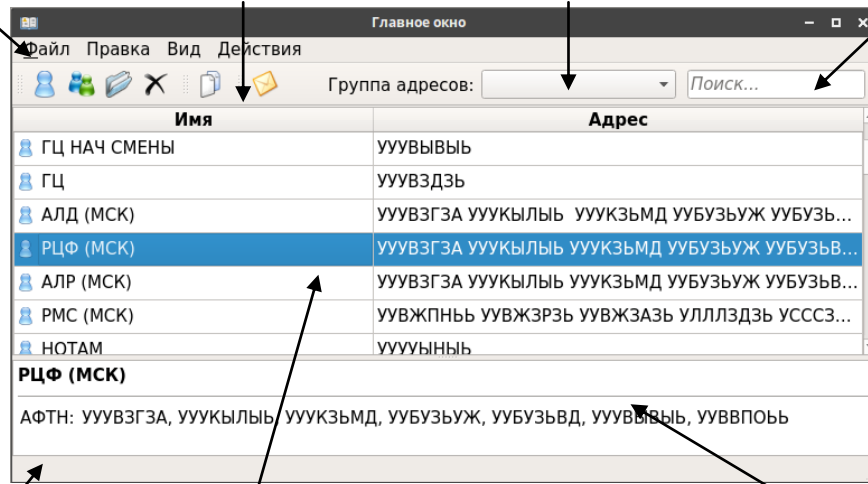 Главное окно
Файл Правка Вид Действия
Группа адресов: Поиск...
Имя Адрес
ГЦ НАЧ СМЕНЫ УУУВЫВЫЬ
ГЦ УУУВЗДЗЬ
АЛД (МСК) УУУВЗГЗА УУУКЫЛЫЬ УУУКЗЬМД УУБУЗЬУЖ УУБУЗЬ...
РЦФ (МСК) УУУВЗГЗА УУУКЫЛЫЬ УУУКЗЬМД УУБУЗЬУЖ УУБУЗЬВ...
АЛР (МСК) УУУВЗГЗА УУУКЫЛЫЬ УУУКЗЬМД УУБУЗЬУЖ УУБУЗЬВ...
РМС (МСК) УУВЖПНЬЬ УУВЖЗРЗЬ УУВЖЗАЗЬ УЛЛЛЗДЗЬ УСССЗ...
НОТАМ УУУУЫНЫЬ
РЦФ (МСК)
АФТН: УУУВЗГЗА, УУУКЫЛЫЬ, УУУКЗЬМД, УУБУЗЬУЖ, УУБУЗЬВД, УУУВЫВЫЬ, УУВВПОЬЬ